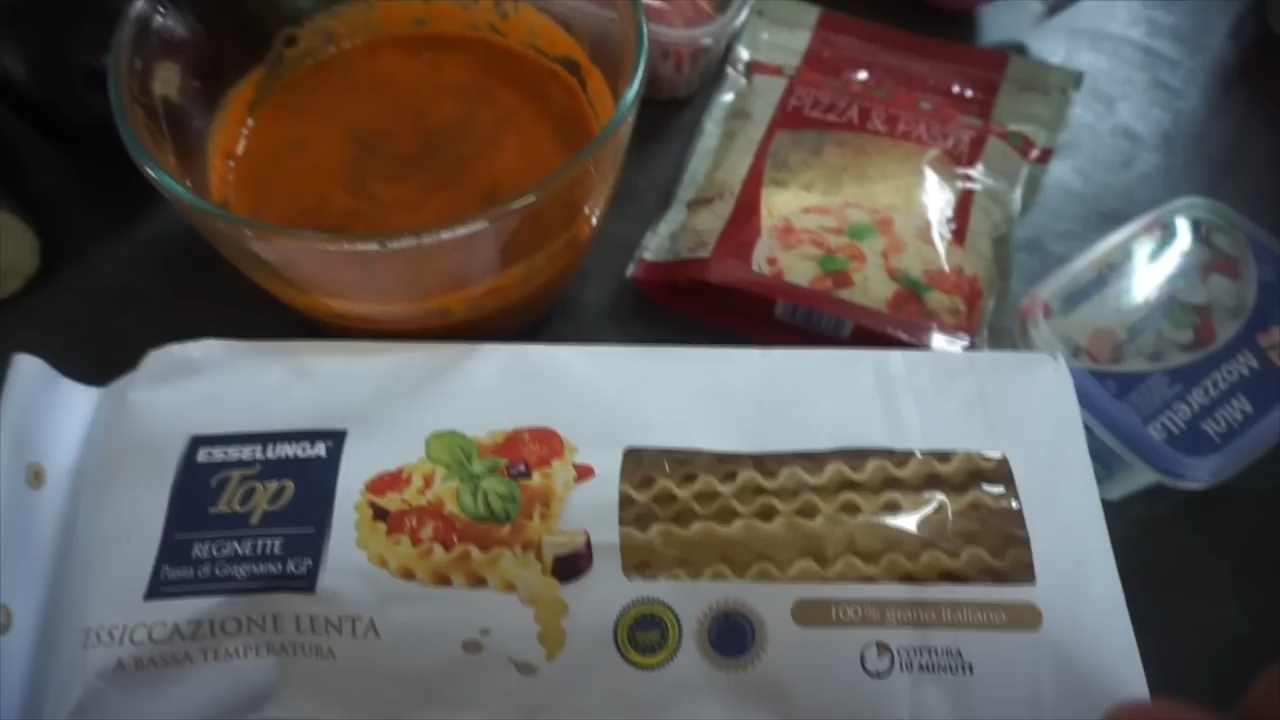 PIZZA & PASTA
Mini
Mozzarella
ESSELUNGA®
Top
REGINETTE
Pasta di Gragnano IGP
ESSICCAZIONE LENTA
A BASSA TEMPERATURA
100% grano italiano
COTTURA
10 MINUTI